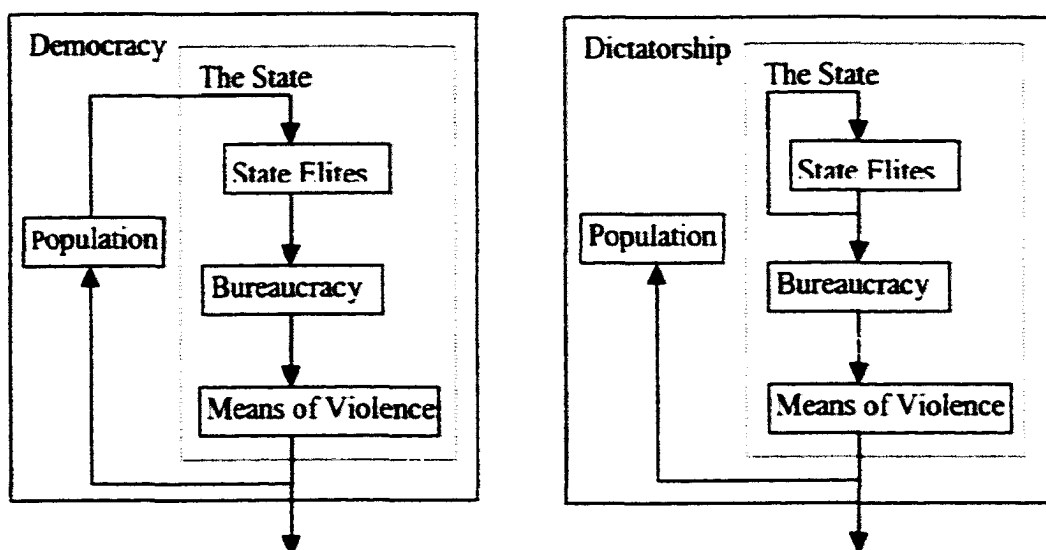 Democracy
The State
State Elites
Population
Bureaucracy
Means of Violence
Dictatorship
The State
State Elites
Population
Bureaucracy
Means of Violence